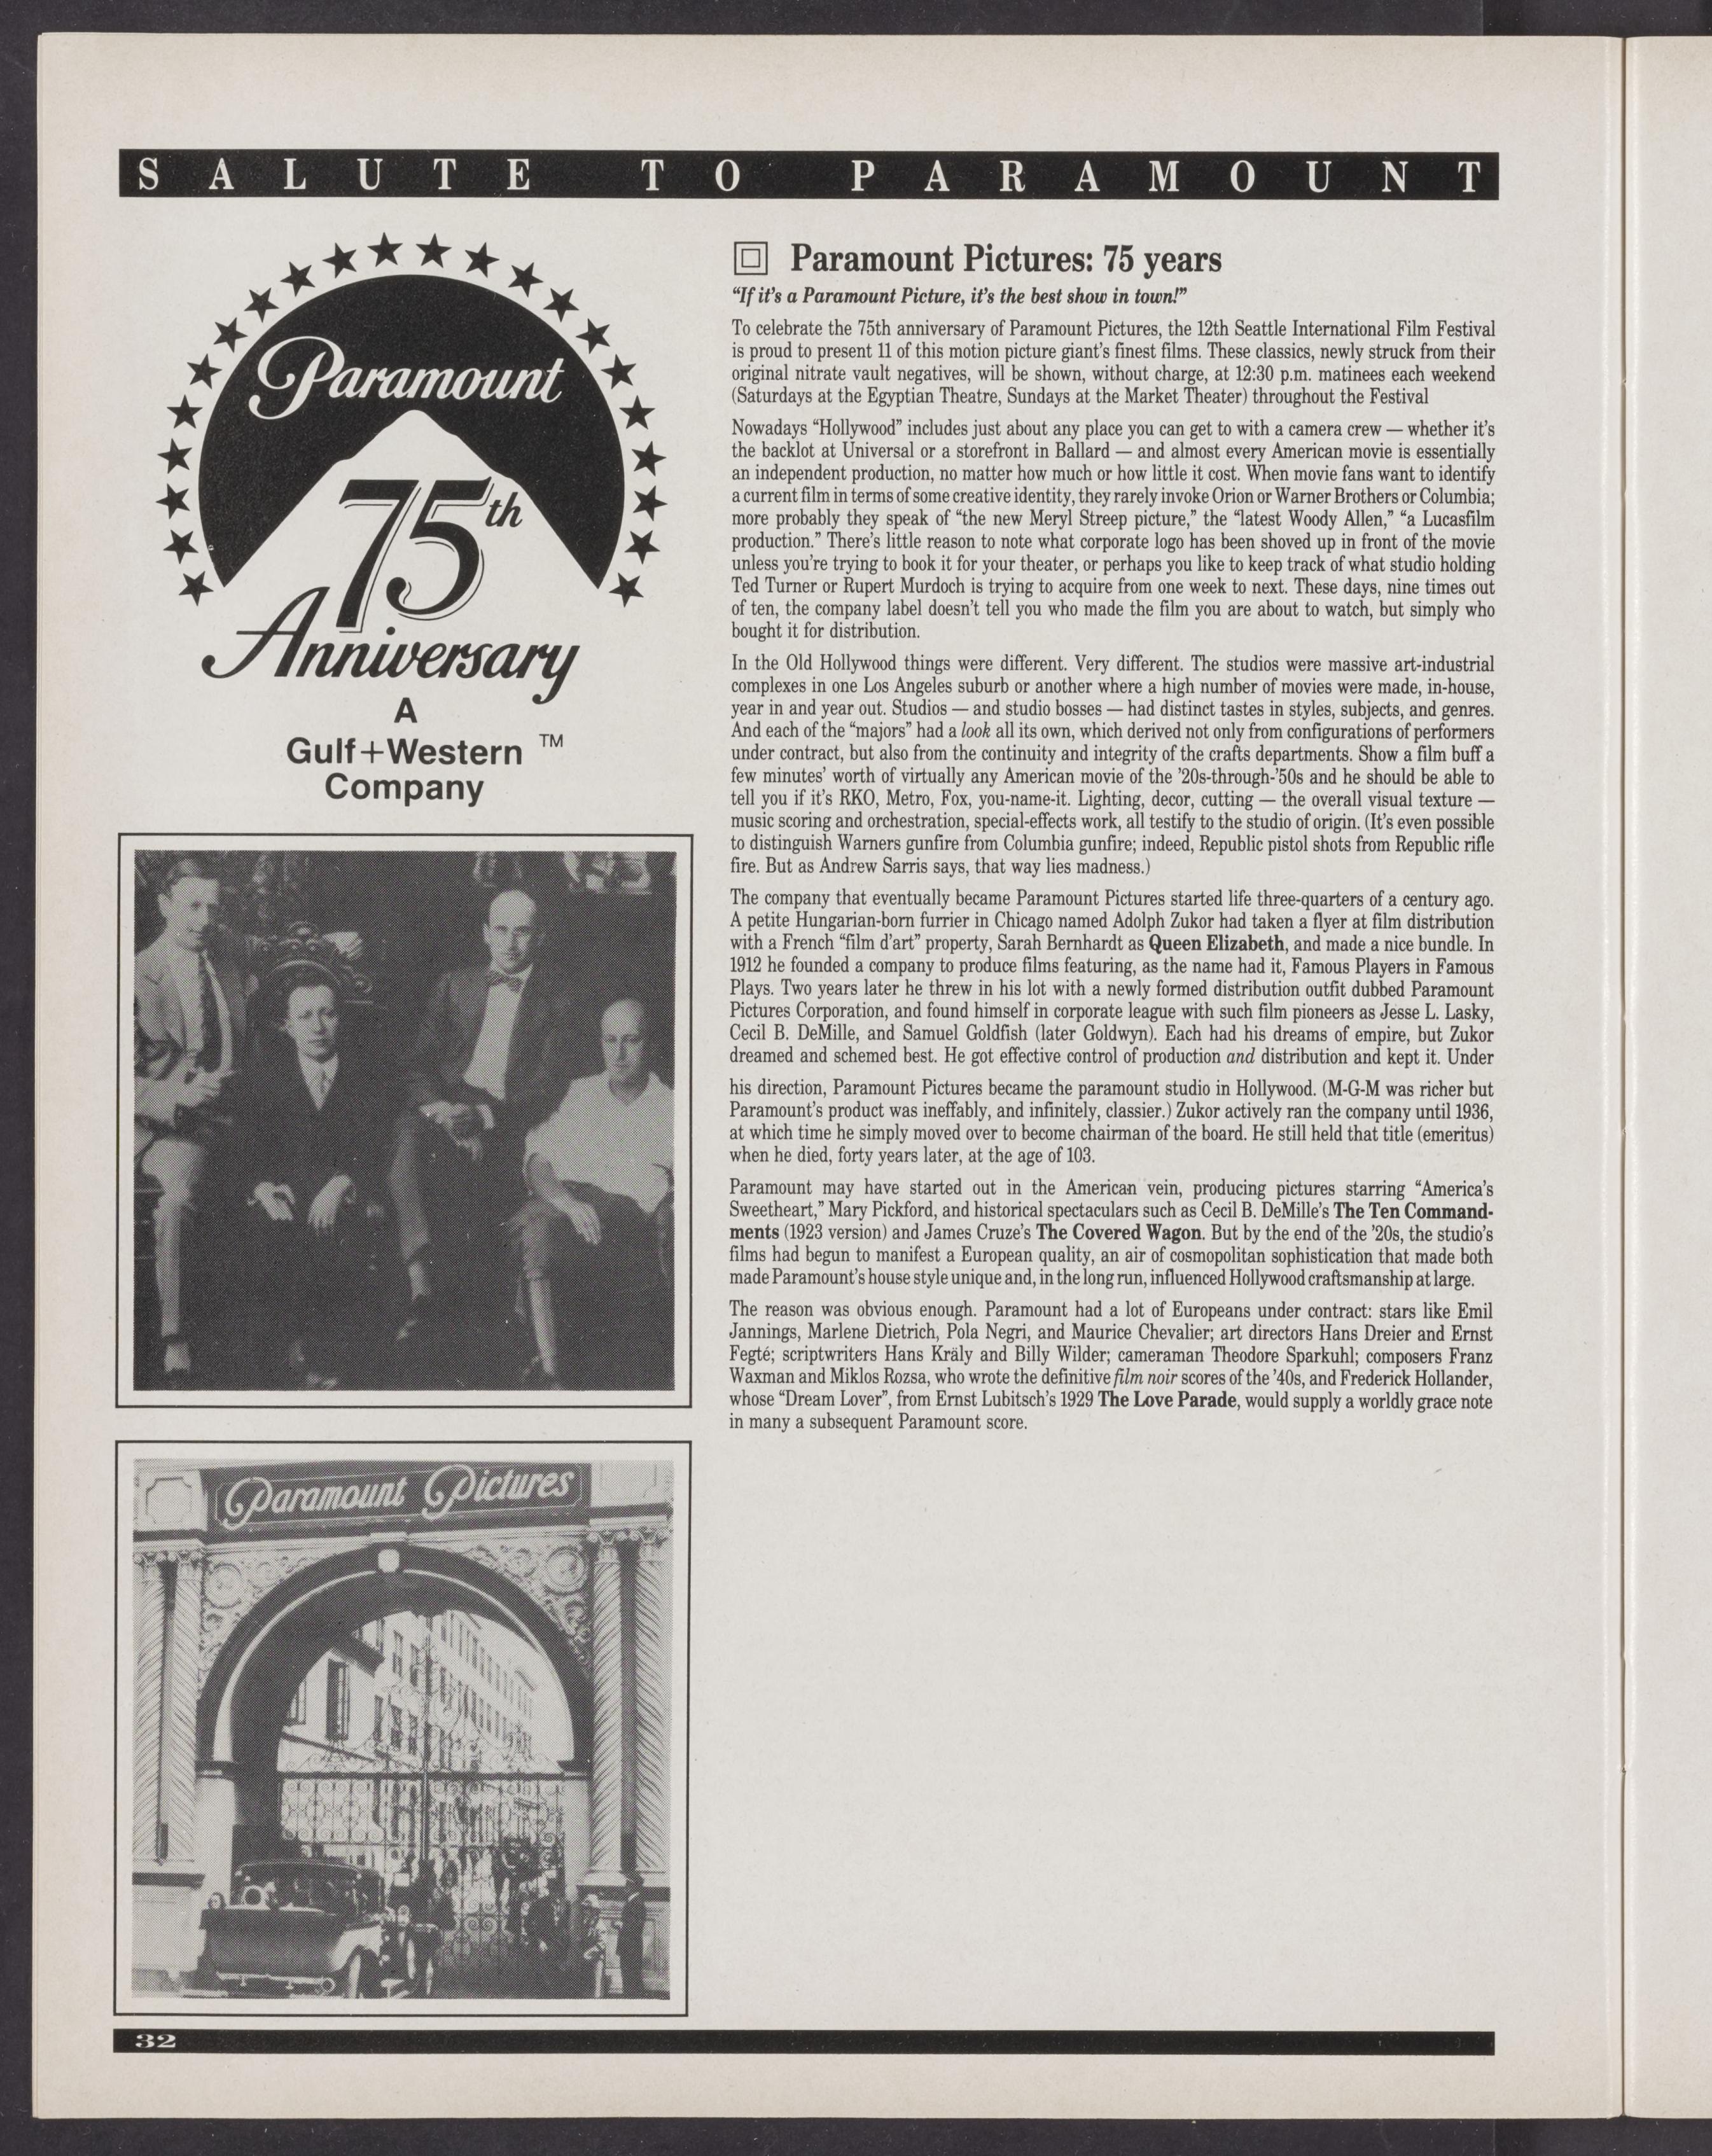 SALUTE TO PARAMOUNT
Paramount
75th
Anniversary
A
Gulf+Western ™
Company
Paramount Pictures: 75 years
“If it’s a Paramount Picture, it’s the best show in town!”
To celebrate the 75th anniversary of Paramount Pictures, the 12th Seattle International Film Festival
is proud to present 11 of this motion picture giant’s finest films. These classics, newly struck from their
original nitrate vault negatives, will be shown, without charge, at 12:30 p.m. matinees each weekend
(Saturdays at the Egyptian Theatre, Sundays at the Market Theater) throughout the Festival
Nowadays “Hollywood” includes just about any place you can get to with a camera crew — whether it’s
the backlot at Universal or a storefront in Ballard — and almost every American movie is essentially
an independent production, no matter how much or how little it cost. When movie fans want to identify
a current film in terms of some creative identity, they rarely invoke Orion or Warner Brothers or Columbia;
more probably they speak of “the new Meryl Streep picture,” the “latest Woody Allen,” “a Lucasfilm
production.” There’s little reason to note what corporate logo has been shoved up in front of the movie
unless you’re trying to book it for your theater, or perhaps you like to keep track of what studio holding
Ted Turner or Rupert Murdoch is trying to acquire from one week to next. These days, nine times out
of ten, the company label doesn’t tell you who made the film you are about to watch, but simply who
bought it for distribution.
In the Old Hollywood things were different. Very different. The studios were massive art-industrial
complexes in one Los Angeles suburb or another where a high number of movies were made, in-house,
year in and year out. Studios — and studio bosses — had distinct tastes in styles, subjects, and genres.
And each of the “majors” had a look all its own, which derived not only from configurations of performers
under contract, but also from the continuity and integrity of the crafts departments. Show a film buff a
few minutes’ worth of virtually any American movie of the ’20s-through-’50s and he should be able to
tell you if it’s RKO, Metro, Fox, you-name-it. Lighting, decor, cutting — the overall visual texture —
music scoring and orchestration, special-effects work, all testify to the studio of origin. (It’s even possible
to distinguish Warners gunfire from Columbia gunfire; indeed, Republic pistol shots from Republic rifle
fire. But as Andrew Sarris says, that way lies madness.)
The company that eventually became Paramount Pictures started life three-quarters of a century ago.
A petite Hungarian-born furrier in Chicago named Adolph Zukor had taken a flyer at film distribution
with a French “film d’art” property, Sarah Bernhardt as Queen Elizabeth, and made a nice bundle. In
1912 he founded a company to produce films featuring, as the name had it, Famous Players in Famous
Plays. Two years later he threw in his lot with a newly formed distribution outfit dubbed Paramount
Pictures Corporation, and found himself in corporate league with such film pioneers as Jesse L. Lasky,
Cecil B. DeMille, and Samuel Goldfish (later Goldwyn). Each had his dreams of empire, but Zukor
dreamed and schemed best. He got effective control of production and distribution and kept it. Under
his direction, Paramount Pictures became the paramount studio in Hollywood. (M-G-M was richer but
Paramount’s product was ineffably, and infinitely, classier.) Zukor actively ran the company until 1936,
at which time he simply moved over to become chairman of the board. He still held that title (emeritus)
when he died, forty years later, at the age of 103.
Paramount may have started out in the American vein, producing pictures starring “America’s
Sweetheart,” Mary Pickford, and historical spectaculars such as Cecil B. DeMille’s The Ten Command-
ments (1923 version) and James Cruze’s The Covered Wagon. But by the end of the ’20s, the studio’s
films had begun to manifest a European quality, an air of cosmopolitan sophistication that made both
made Paramount’s house style unique and, in the long run, influenced Hollywood craftsmanship at large.
The reason was obvious enough. Paramount had a lot of Europeans under contract: stars like Emil
Jannings, Marlene Dietrich, Pola Negri, and Maurice Chevalier; art directors Hans Dreier and Ernst
Fegté; scriptwriters Hans Kräly and Billy Wilder; cameraman Theodore Sparkuhl; composers Franz
Waxman and Miklos Rozsa, who wrote the definitive film noir scores of the ’40s, and Frederick Hollander,
whose “Dream Lover”, from Ernst Lubitsch’s 1929 The Love Parade, would supply a worldly grace note
in many a subsequent Paramount score.
Paramount Pictures
32